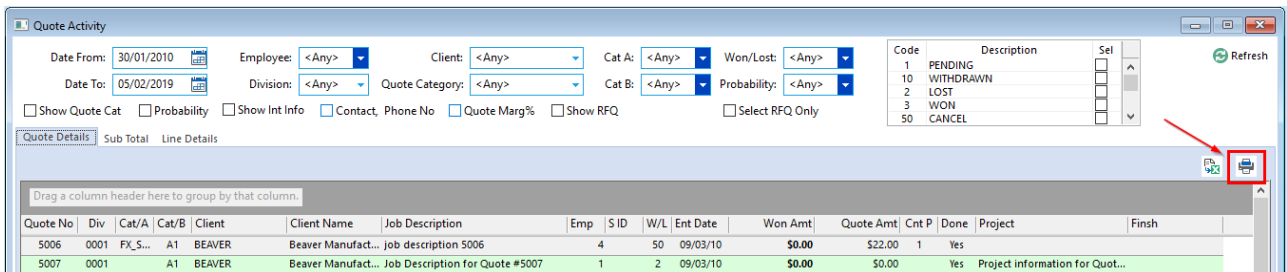 Quote Activity
Date From: 30/01/2010 Employee: <Any> Client: <Any> Cat A: <Any> Won/Lost: <Any>
Date To: 05/02/2019 Division: <Any> Quote Category: <Any> Cat B: <Any> Probability: <Any>
Show Quote Cat Probability Show Int Info Contact, Phone No Quote Marg% Show RFQ Select RFQ Only
Code Description Sel
1 PENDING
10 WITHDRAWN
2 LOST
3 WON
50 CANCEL
Refresh
Quote Details Sub Total Line Details
Drag a column header here to group by that column.
Quote No Div Cat/A Cat/B Client Client Name Job Description Emp S ID W/L Ent Date Won Amt Quote Amt Cnt P Done Project Finsh
5006 0001 FX_S... A1 BEAVER Beaver Manufact... job description 5006 4 50 09/03/10 $0.00 $22.00 1 Yes
5007 0001 A1 BEAVER Beaver Manufact... Job Description for Quote #5007 1 2 09/03/10 $0.00 $0.00 Yes Project information for Quot...